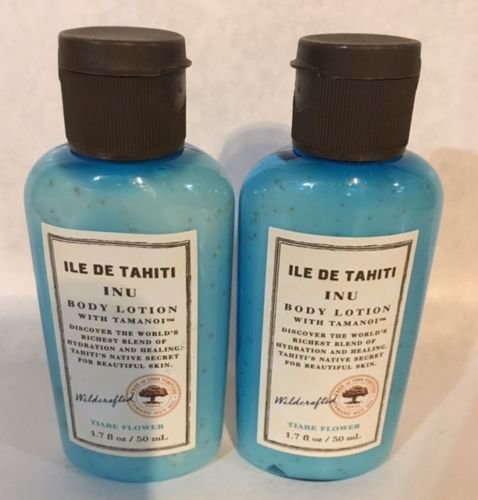 ILE DE TAHITI
INU
BODY LOTION
WITH TAMANOI™
DISCOVER THE WORLD'S
RICHEST BLEND OF
HYDRATION AND HEALING:
TAHITI'S NATIVE SECRET
FOR BEAUTIFUL SKIN.
Wildcrafted
TIARE FLOWER
1.7 fl oz / 50 mL
ILE DE TAHITI
INU
BODY LOTION
WITH TAMANOI™
DISCOVER THE WORLD'S
RICHEST BLEND OF
HYDRATION AND HEALING:
TAHITI'S NATIVE SECRET
FOR BEAUTIFUL SKIN.
Wildcrafted
TIARE FLOWER
1.7 fl oz / 50 mL